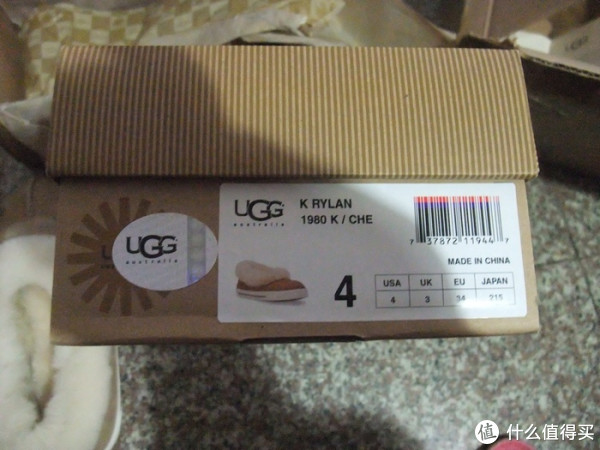 UGG
australia
K RYLAN
1980 K / CHE
7 37872 11944 7
MADE IN CHINA
4
USA UK EU JAPAN
4 3 34 215
UGG
australia
值 什么值得买